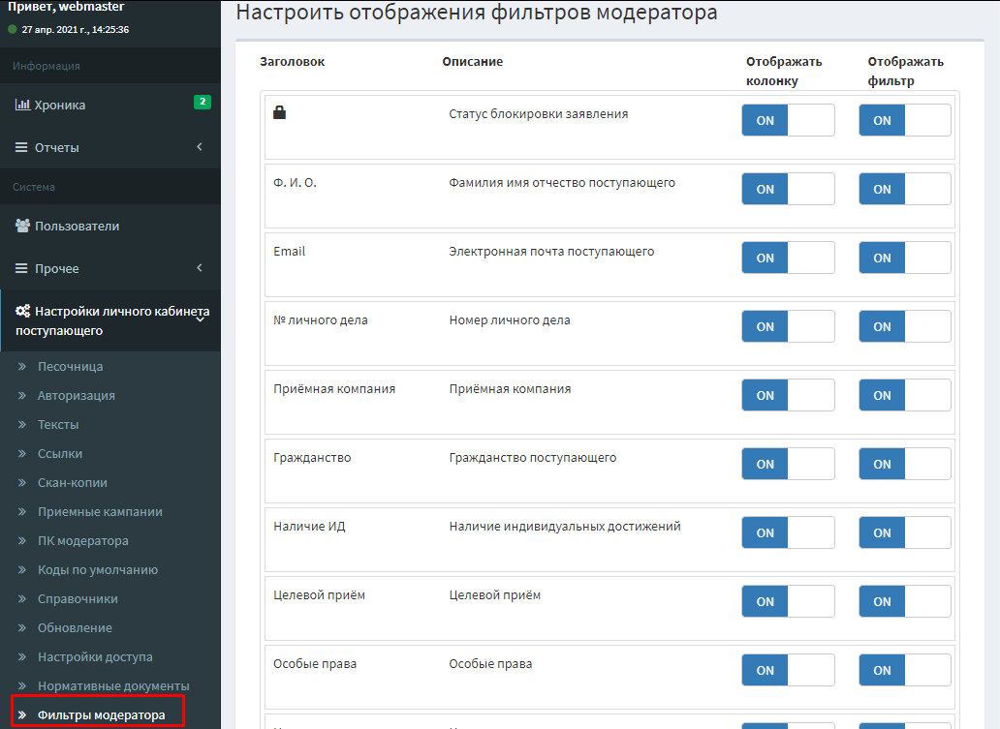 Привет, webmaster
27 апр. 2021 г., 14:25:36
Информация
Хроника 2
Отчеты
Система
Пользователи
Прочее
Настройки личного кабинета
поступающего
Песочница
Авторизация
Тексты
Ссылки
Скан-копии
Приемные кампании
ПК модератора
Коды по умолчанию
Справочники
Обновление
Настройки доступа
Нормативные документы
Фильтры модератора
Настроить отображения фильтров модератора
Заголовок Описание Отображать колонку Отображать фильтр
Статус блокировки заявления ON ON
Ф. И. О. Фамилия имя отчество поступающего ON ON
Email Электронная почта поступающего ON ON
№ личного дела Номер личного дела ON ON
Приёмная компания Приёмная компания ON ON
Гражданство Гражданство поступающего ON ON
Наличие ИД Наличие индивидуальных достижений ON ON
Целевой приём Целевой приём ON ON
Особые права Особые права ON ON